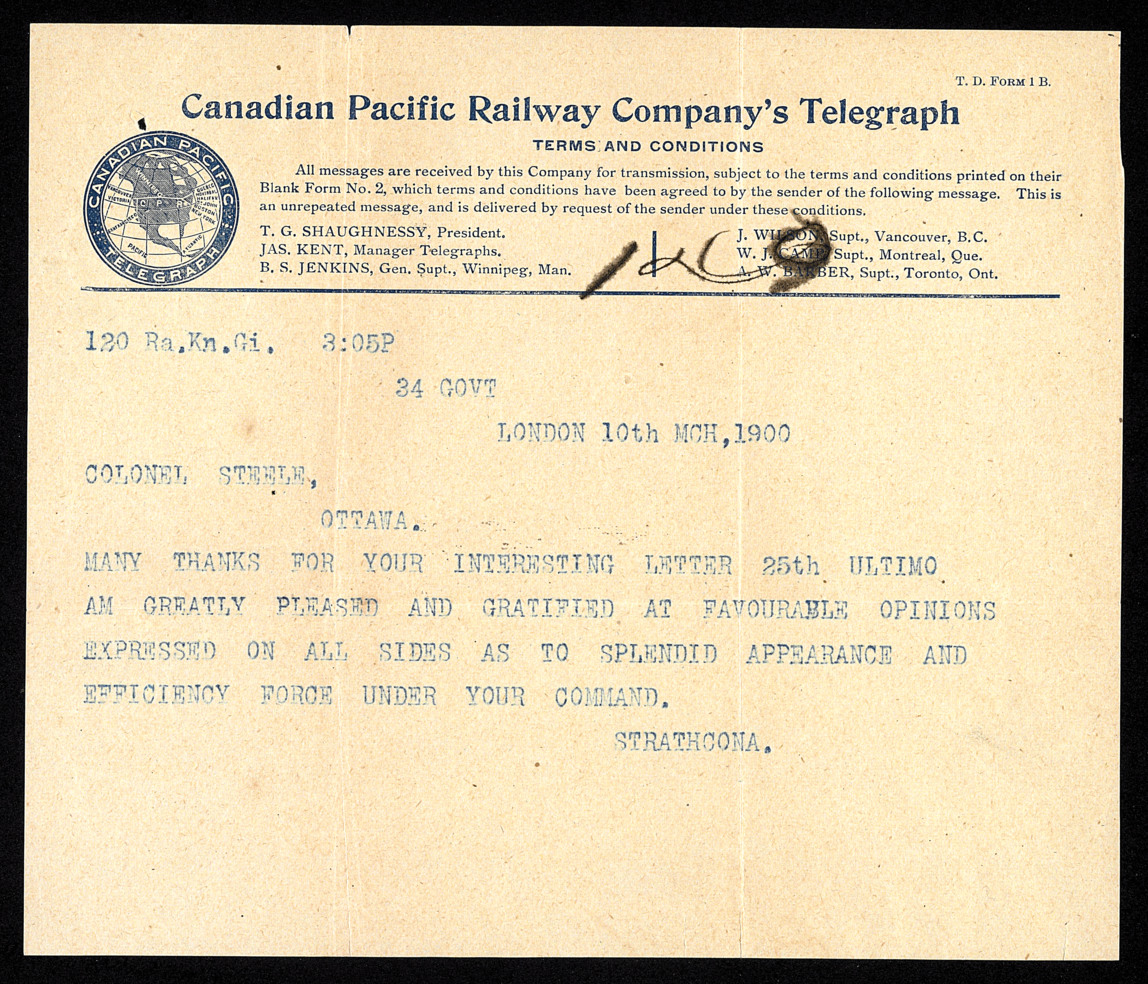 T. D. FORM 1 B.
Canadian Pacific Railway Company's Telegraph
TERMS AND CONDITIONS
CANADIAN PACIFIC
TELEGRAPH
All messages are received by this Company for transmission, subject to the terms and conditions printed on their
Blank Form No. 2, which terms and conditions have been agreed to by the sender of the following message. This is
an unrepeated message, and is delivered by request of the sender under these conditions.
T. G. SHAUGHNESSY, President.
JAS. KENT, Manager Telegraphs.
B. S. JENKINS, Gen. Supt., Winnipeg, Man.
J. WILSON, Supt., Vancouver, B.C.
W. J. CAMP, Supt., Montreal, Que.
A. W. BARBER, Supt., Toronto, Ont.
120 Ra.Kn.Gi. 3:05P
34 GOVT
LONDON 10th MCH,1900
COLONEL STEELE,
OTTAWA.
MANY THANKS FOR YOUR INTERESTING LETTER 25th ULTIMO
AM GREATLY PLEASED AND GRATIFIED AT FAVOURABLE OPINIONS
EXPRESSED ON ALL SIDES AS TO SPLENDID APPEARANCE AND
EFFICIENCY FORCE UNDER YOUR COMMAND.
STRATHCONA.